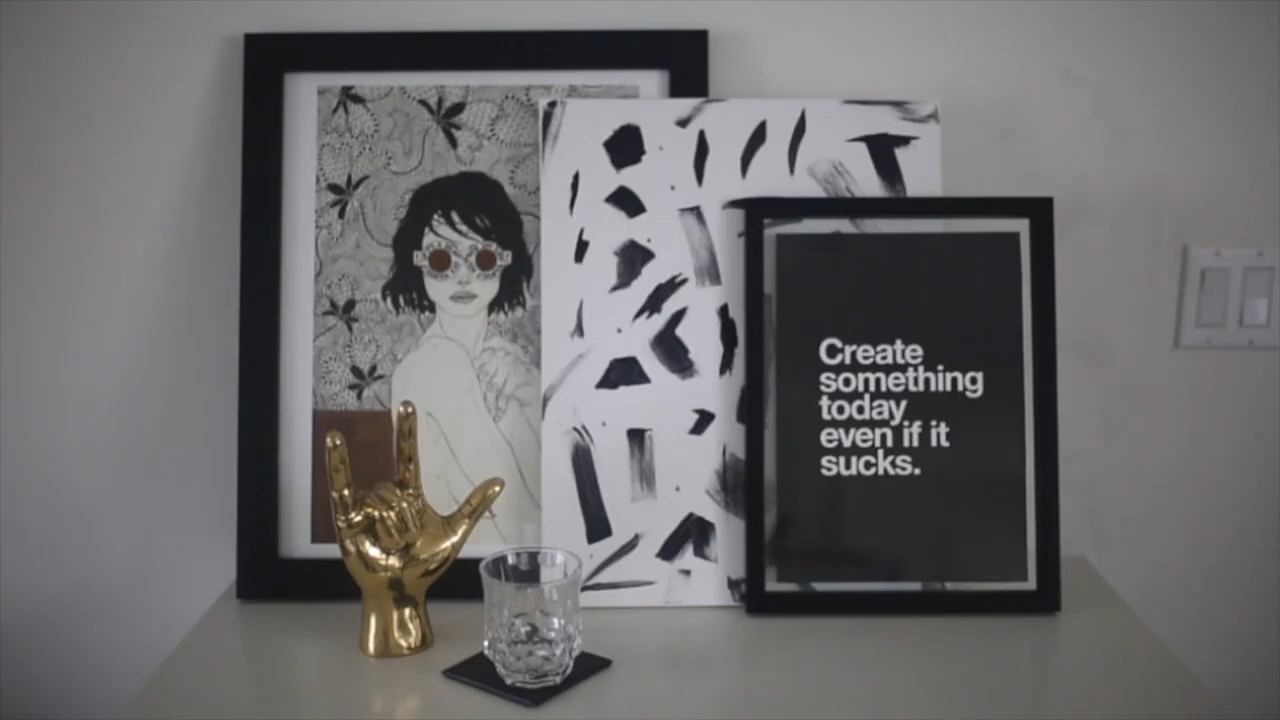 Create
something
today
even if it
sucks.